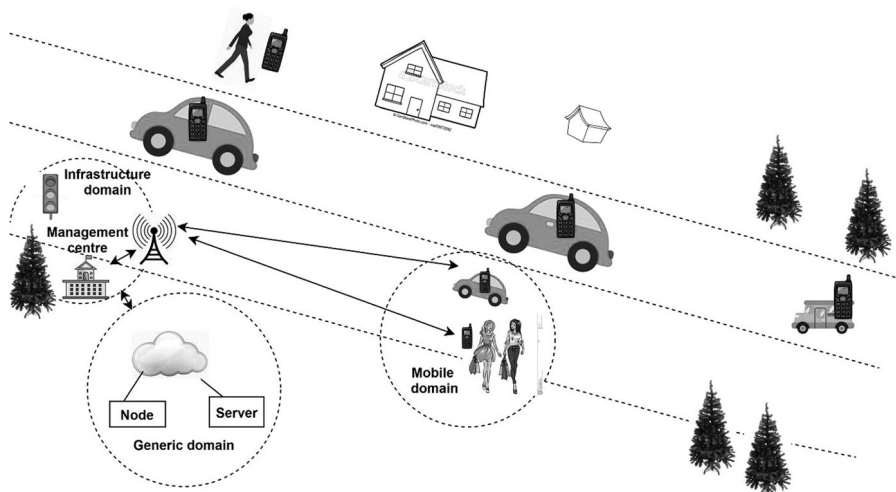 Infrastructure
domain
Management
centre
Mobile
domain
Node
Server
Generic domain